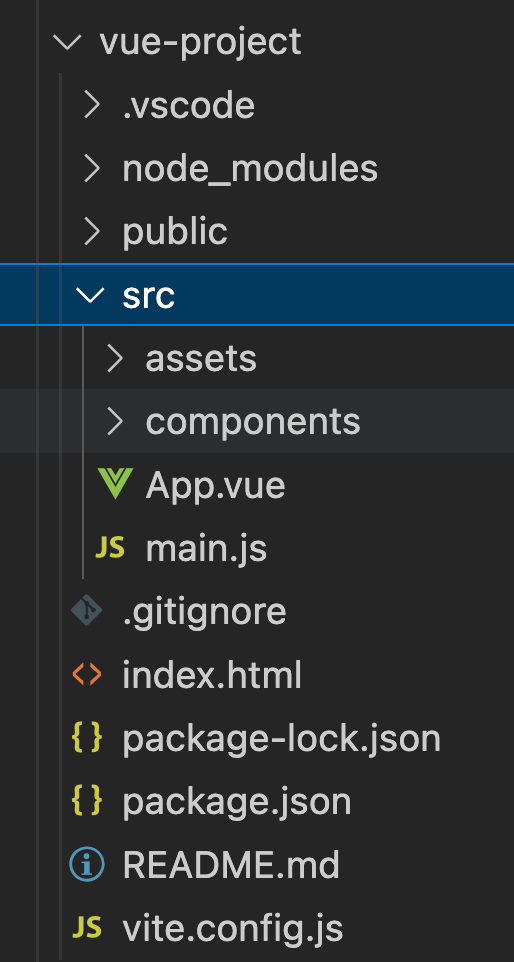 vue-project
.vscode
node_modules
public
src
assets
components
App.vue
JS main.js
.gitignore
index.html
package-lock.json
package.json
README.md
JS vite.config.js